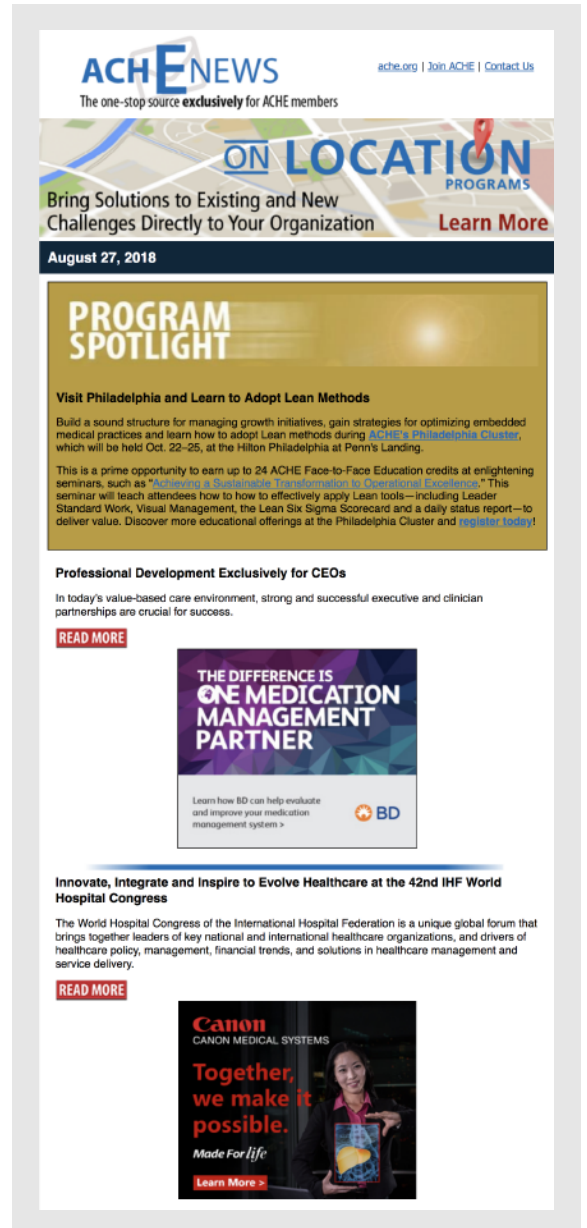 ACHE NEWS
ache.org | Join ACHE | Contact Us
The one-stop source exclusively for ACHE members
ON LOCATION
PROGRAMS
Bring Solutions to Existing and New
Challenges Directly to Your Organization
Learn More
August 27, 2018
PROGRAM
SPOTLIGHT
Visit Philadelphia and Learn to Adopt Lean Methods
Build a sound structure for managing growth initiatives, gain strategies for optimizing embedded
medical practices and learn how to adopt Lean methods during ACHE's Philadelphia Cluster,
which will be held Oct. 22–25, at the Hilton Philadelphia at Penn's Landing.
This is a prime opportunity to earn up to 24 ACHE Face-to-Face Education credits at enlightening
seminars, such as "Achieving a Sustainable Transformation to Operational Excellence." This
seminar will teach attendees how to how to effectively apply Lean tools—including Leader
Standard Work, Visual Management, the Lean Six Sigma Scorecard and a daily status report—to
deliver value. Discover more educational offerings at the Philadelphia Cluster and register today!
Professional Development Exclusively for CEOs
In today's value-based care environment, strong and successful executive and clinician
partnerships are crucial for success.
READ MORE
THE DIFFERENCE IS
ONE MEDICATION
MANAGEMENT
PARTNER
Learn how BD can help evaluate
and improve your medication
management system >
BD
Innovate, Integrate and Inspire to Evolve Healthcare at the 42nd IHF World
Hospital Congress
The World Hospital Congress of the International Hospital Federation is a unique global forum that
brings together leaders of key national and international healthcare organizations, and drivers of
healthcare policy, management, financial trends, and solutions in healthcare management and
service delivery.
READ MORE
Canon
CANON MEDICAL SYSTEMS
Together,
we make it
possible.
Made For life
Learn More >